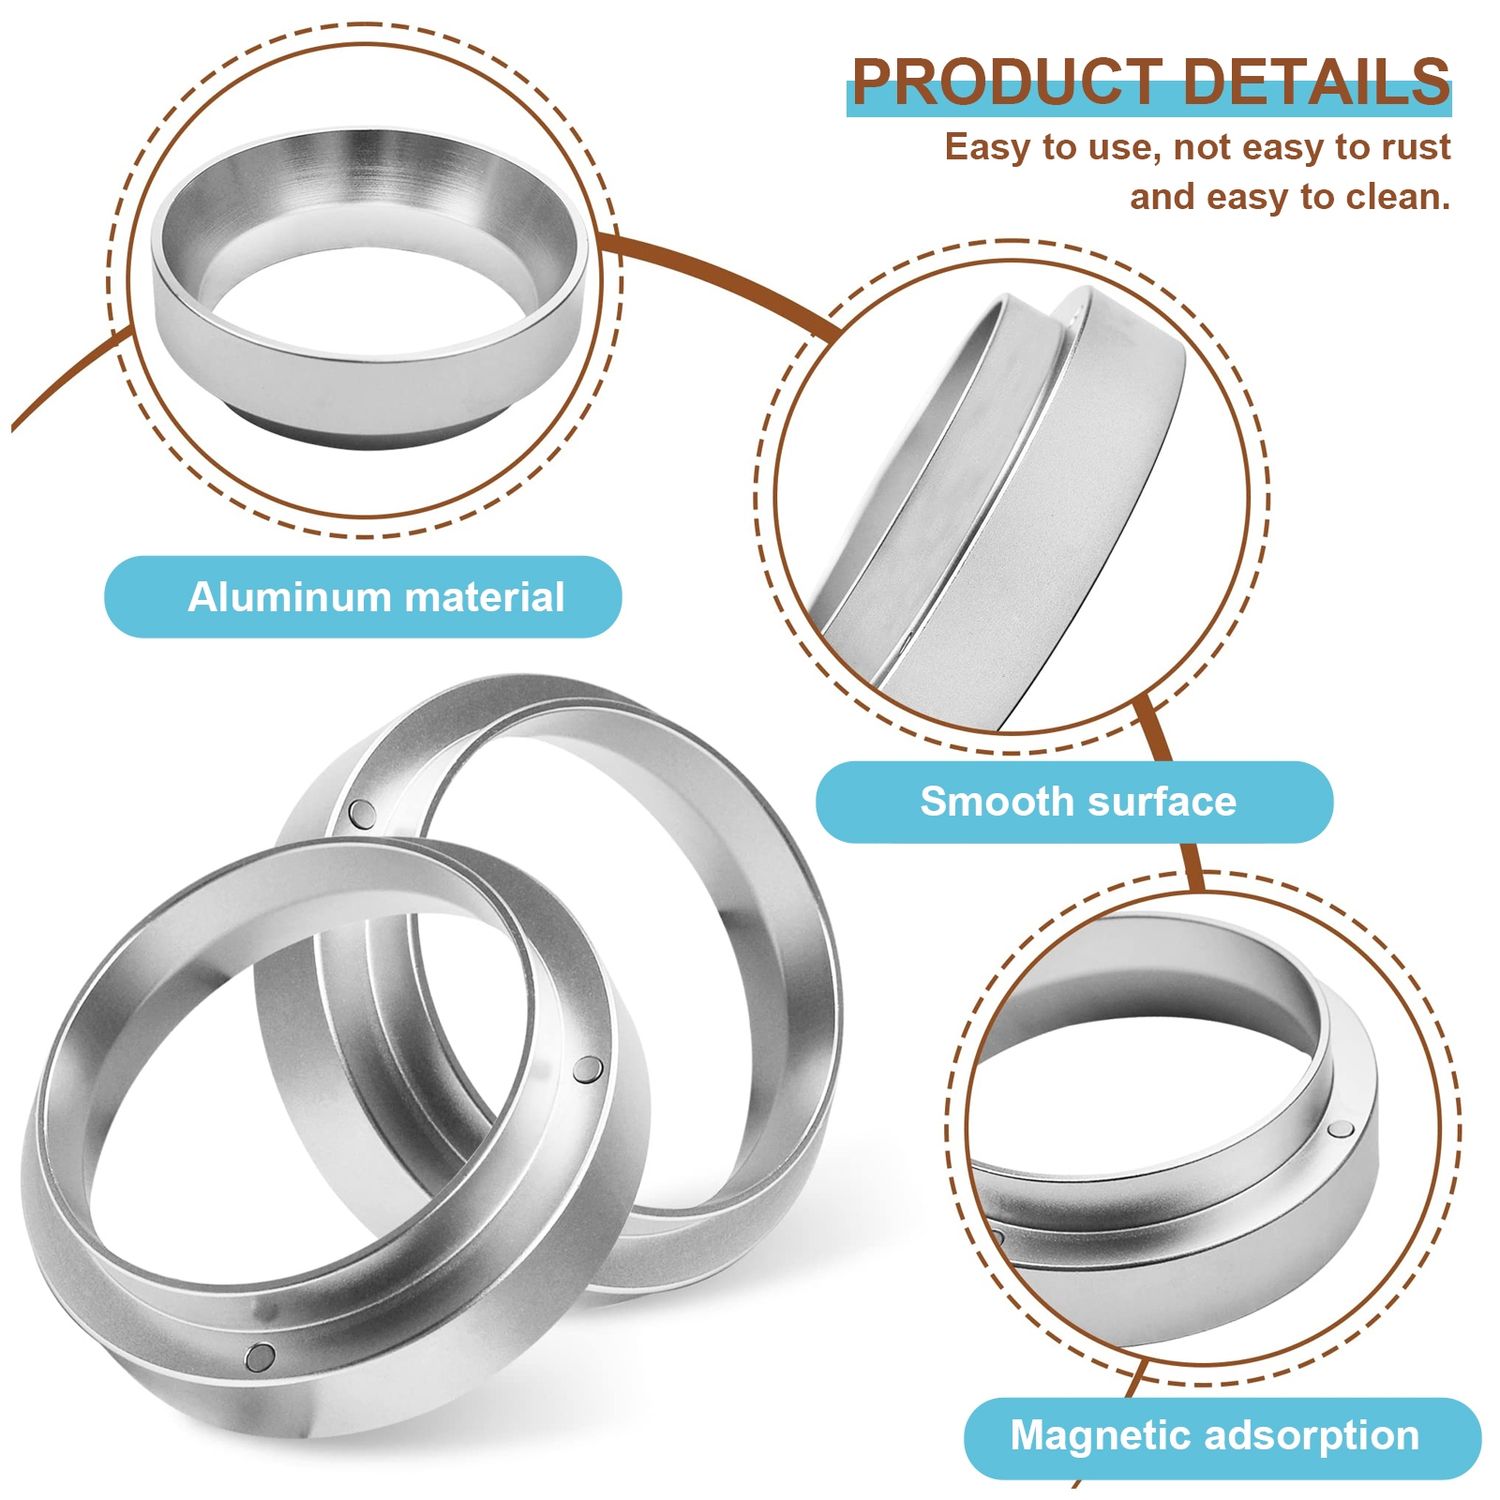 PRODUCT DETAILS
Easy to use, not easy to rust
and easy to clean.
Aluminum material
Smooth surface
Magnetic adsorption